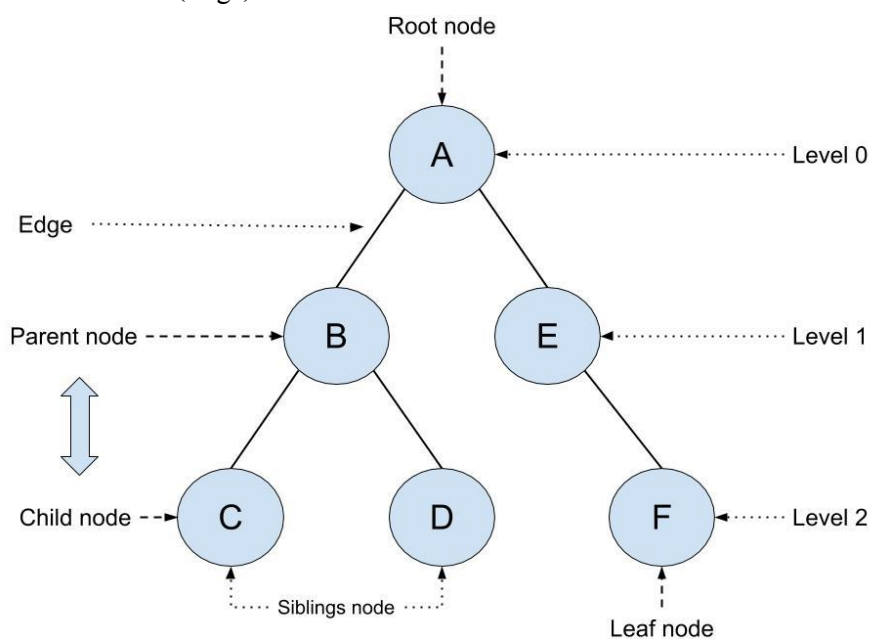 Root node
A
Level 0
Edge
Parent node
B
E
Level 1
Child node
C
D
F
Level 2
Siblings node
Leaf node